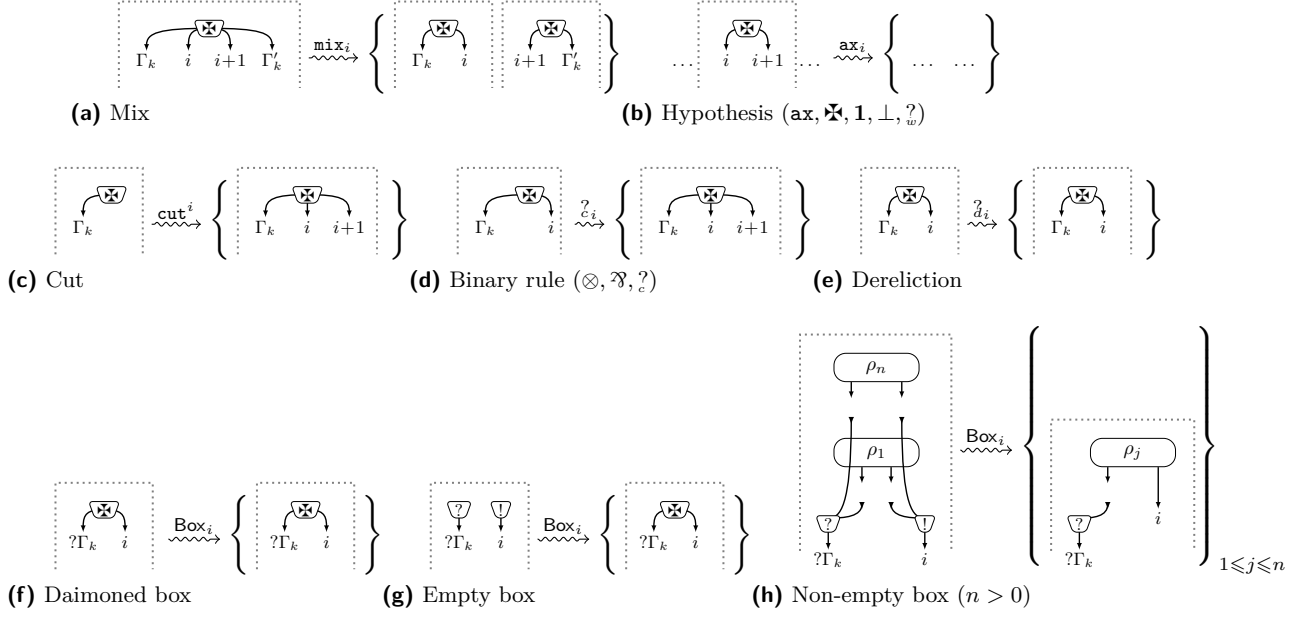 ✠ ✠ ✠ ✠
Γ_k i i+1 Γ′_k mix_i { Γ_k i i+1 Γ′_k } … i i+1 … ax_i { … … }
(a) Mix (b) Hypothesis (ax, ✠, 1, ⊥, ?_w)
✠ ✠ ✠ ✠ ✠ ✠
Γ_k cut^i { Γ_k i i+1 } Γ_k i ?_c i { Γ_k i i+1 } Γ_k i ?_d i { Γ_k i }
(c) Cut (d) Binary rule (⊗, ⅋, ?_c) (e) Dereliction
ρ_n
ρ_1 Box_i { ρ_j }
i
✠ ✠ ? ! ✠ ? ! ?
?Γ_k i Box_i { ?Γ_k i } ?Γ_k i Box_i { ?Γ_k i } ?Γ_k i ?Γ_k
1⩽j⩽n
(f) Daimoned box (g) Empty box (h) Non-empty box (n > 0)